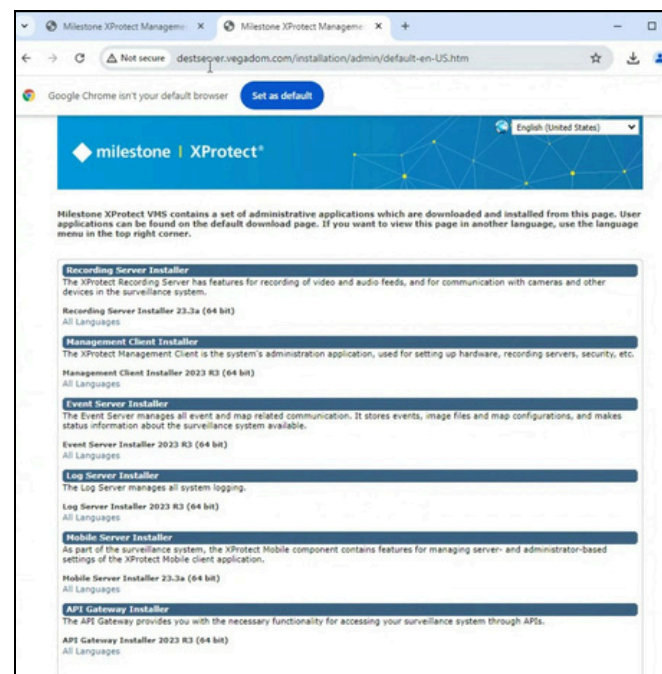 Milestone XProtect Manageme
Milestone XProtect Manageme
Not secure destserver.vegadom.com/installation/admin/default-en-US.htm
Google Chrome isn't your default browser Set as default
English (United States)
milestone | XProtect®
Milestone XProtect VMS contains a set of administrative applications which are downloaded and installed from this page. User
applications can be found on the default download page. If you want to view this page in another language, use the language
menu in the top right corner.
Recording Server Installer
The XProtect Recording Server has features for recording of video and audio feeds, and for communication with cameras and other
devices in the surveillance system.
Recording Server Installer 23.3a (64 bit)
All Languages
Management Client Installer
The XProtect Management Client is the system's administration application, used for setting up hardware, recording servers, security, etc.
Management Client Installer 2023 R3 (64 bit)
All Languages
Event Server Installer
The Event Server manages all event and map related communication. It stores events, image files and map configurations, and makes
status information about the surveillance system available.
Event Server Installer 2023 R3 (64 bit)
All Languages
Log Server Installer
The Log Server manages all system logging.
Log Server Installer 2023 R3 (64 bit)
All Languages
Mobile Server Installer
As part of the surveillance system, the XProtect Mobile component contains features for managing server- and administrator-based
settings of the XProtect Mobile client application.
Mobile Server Installer 23.3a (64 bit)
All Languages
API Gateway Installer
The API Gateway provides you with the necessary functionality for accessing your surveillance system through APIs.
API Gateway Installer 2023 R3 (64 bit)
All Languages